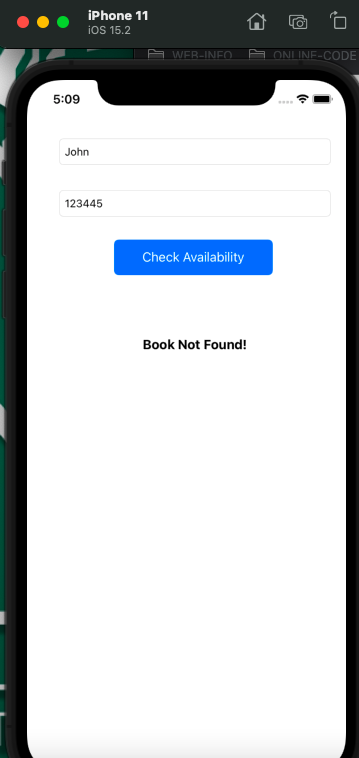 iPhone 11
iOS 15.2
WEB-INFO
ONLINE-CODE
5:09
John
123445
Check Availability
Book Not Found!